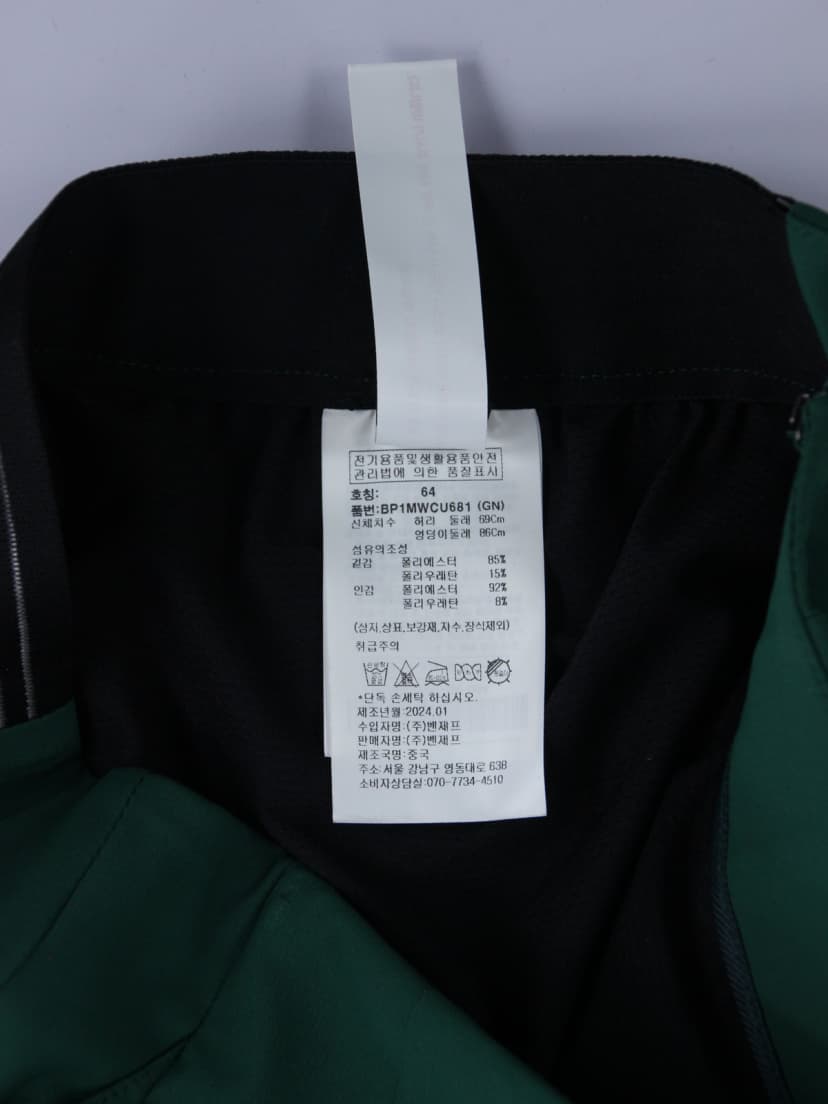 전기용품및생활용품안전
관리법에 의한 품질표시
호칭: 64
품번:BP1MWCU681 (GN)
신체치수 허리 둘레 69Cm
엉덩이둘레 86Cm
섬유의조성
겉감 폴리에스터 85%
폴리우레탄 15%
안감 폴리에스터 92%
폴리우레탄 8%
(심지,상표,보강재,자수,장식제외)
취급주의
*단독 손세탁 하십시오.
제조년월:2024.01
수입자명:(주)벤제프
판매자명:(주)벤제프
제조국명:중국
주소:서울 강남구 영동대로 638
소비자상담실:070-7734-4510